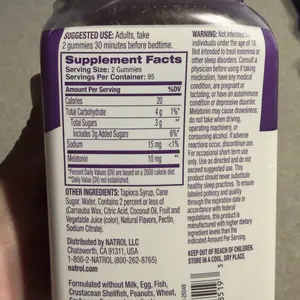 SUGGESTED USE: Adults, take
2 gummies 30 minutes before bedtime.
Supplement Facts
Serving Size: 2 Gummies
Servings Per Container: 95
Amount Per Serving %DV
Calories 20
Total Carbohydrate 4 g 1%*
Total Sugars 3 g **
Includes 3g Added Sugars 6%*
Sodium 15 mg <1%
Melatonin 10 mg **
*Percent Daily Values (DV) are based on a 2000 calorie diet.
**Daily Value (DV) not established.
OTHER INGREDIENTS: Tapioca Syrup, Cane
Sugar, Water, Contains 2 percent or less of
(Carnauba Wax, Citric Acid, Coconut Oil, Fruit and
Vegetable Juice (color), Natural Flavors, Pectin,
Sodium Citrate).
Distributed by NATROL LLC
Chatsworth, CA 91311, USA
1-800-2-NATROL (800-262-8765)
natrol.com
Formulated without Milk, Egg, Fish,
Crustacean Shellfish, Peanuts, Wheat,
WARNING: Not intended
individuals under the age of 18.
Not intended to treat insomnia or
other sleep disorders. Consult a
physician before using if taking
medication, have any medical
condition, are pregnant or
lactating, or have an autoimmune
condition or depressive disorder.
Melatonin may cause drowsiness;
do not take when driving,
operating machinery, or
consuming alcohol. If adverse
reactions occur, discontinue use.
For occasional short-term use
only. Use as directed and do not
exceed suggested use. This
product should never substitute
healthy sleep practices. To ensure
labeled potency and quality
through the expiration date in
accordance with federal
regulations, this product is
manufactured with higher
dietary ingredient levels than the
indicated Amount Per Serving.
KEEP OUT OF REACH OF CHILDREN.
STORE IN A COOL, DRY PLACE.